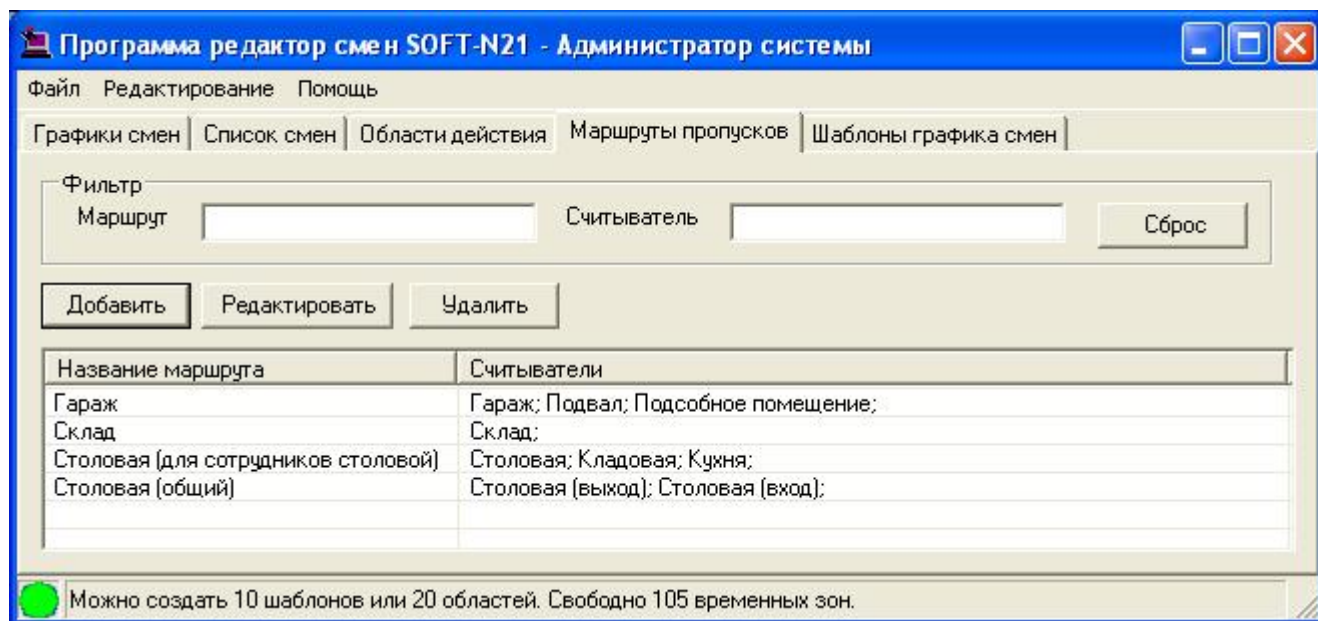 Программа редактор смен SOFT-N21 - Администратор системы
Файл Редактирование Помощь
Графики смен Список смен Области действия Маршруты пропусков Шаблоны графика смен
Фильтр
Маршрут Считыватель Сброс
Добавить Редактировать Удалить
Название маршрута Считыватели
Гараж Гараж; Подвал; Подсобное помещение;
Склад Склад;
Столовая (для сотрудников столовой) Столовая; Кладовая; Кухня;
Столовая (общий) Столовая (выход); Столовая (вход);
Можно создать 10 шаблонов или 20 областей. Свободно 105 временных зон.